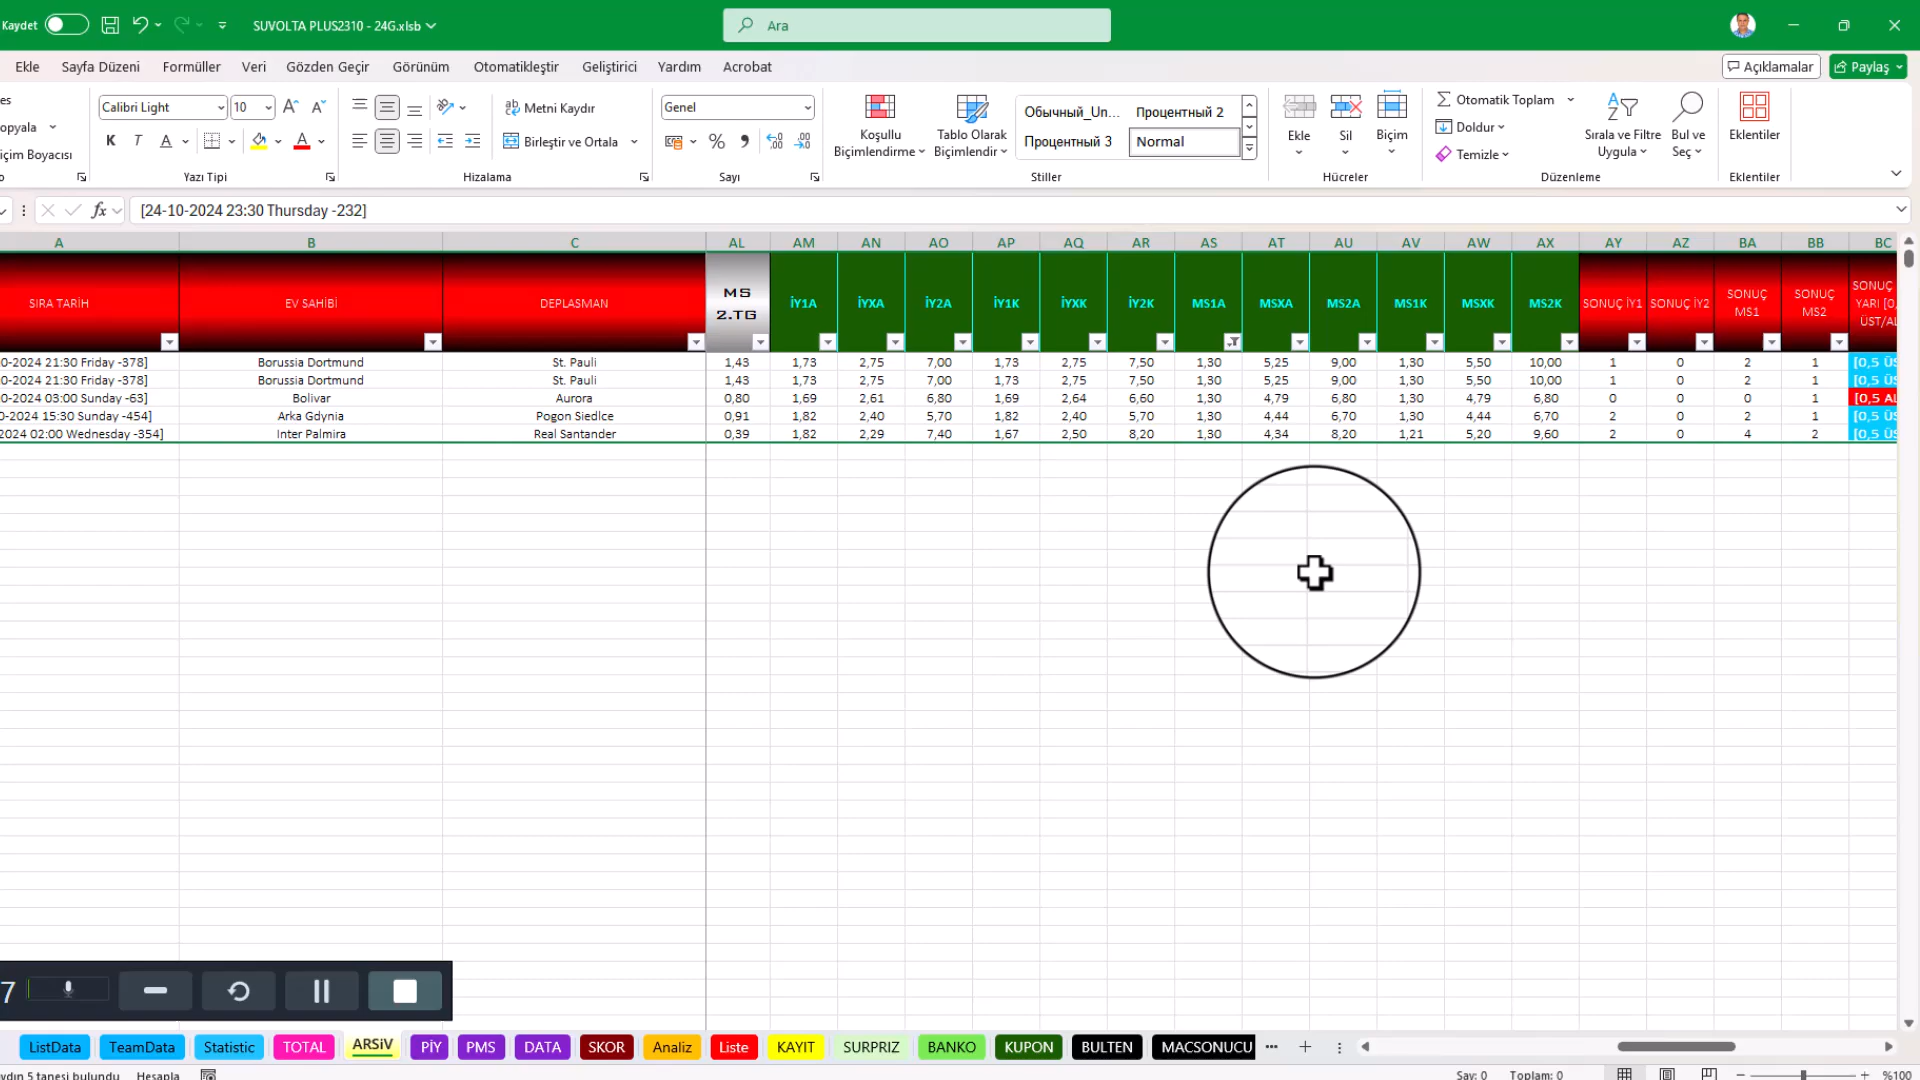 Kaydet SUVOLTA PLUS2310 - 24G.xlsb Ara
Ekle Sayfa Düzeni Formüller Veri Gözden Geçir Görünüm Otomatikleştir Geliştirici Yardım Acrobat Açıklamalar Paylaş
Calibri Light 10 Metni Kaydır Genel Обычный_Un... Процентный 2 Otomatik Toplam
opyala Doldur
K T A Birleştir ve Ortala % Процентный 3 Normal
Koşullu Biçimlendirme Tablo Olarak Biçimlendir Ekle Sil Biçim Temizle Sırala ve Filtre Uygula Bul ve Seç Eklentiler
içim Boyacısı
Yazı Tipi Hizalama Sayı Stiller Hücreler Düzenleme Eklentiler
fx [24-10-2024 23:30 Thursday -232]
A B C AL AM AN AO AP AQ AR AS AT AU AV AW AX AY AZ BA BB BC
SIRA TARİH EV SAHİBİ DEPLASMAN MS 2.TG İY1A İYXA İY2A İY1K İYXK İY2K MS1A MSXA MS2A MS1K MSXK MS2K SONUÇ İY1 SONUÇ İY2 SONUÇ MS1 SONUÇ MS2 SONUÇ YARI [0, ÜST/AL
0-2024 21:30 Friday -378] Borussia Dortmund St. Pauli 1,43 1,73 2,75 7,00 1,73 2,75 7,50 1,30 5,25 9,00 1,30 5,50 10,00 1 0 2 1 [0,5 ÜS
0-2024 21:30 Friday -378] Borussia Dortmund St. Pauli 1,43 1,73 2,75 7,00 1,73 2,75 7,50 1,30 5,25 9,00 1,30 5,50 10,00 1 0 2 1 [0,5 ÜS
0-2024 03:00 Sunday -63] Bolivar Aurora 0,80 1,69 2,61 6,80 1,69 2,64 6,60 1,30 4,79 6,80 1,30 4,79 6,80 0 0 0 1 [0,5 AL
0-2024 15:30 Sunday -454] Arka Gdynia Pogon Siedlce 0,91 1,82 2,40 5,70 1,82 2,40 5,70 1,30 4,44 6,70 1,30 4,44 6,70 2 0 2 1 [0,5 ÜS
2024 02:00 Wednesday -354] Inter Palmira Real Santander 0,39 1,82 2,29 7,40 1,67 2,50 8,20 1,30 4,34 8,20 1,21 5,20 9,60 2 0 4 2 [0,5 ÜS
7
ListData TeamData Statistic TOTAL ARSiV PİY PMS DATA SKOR Analiz Liste KAYIT SURPRIZ BANKO KUPON BULTEN MACSONUCU
aydın 5 tanesi bulundu Hesapla Say: 0 Toplam: 0 %100